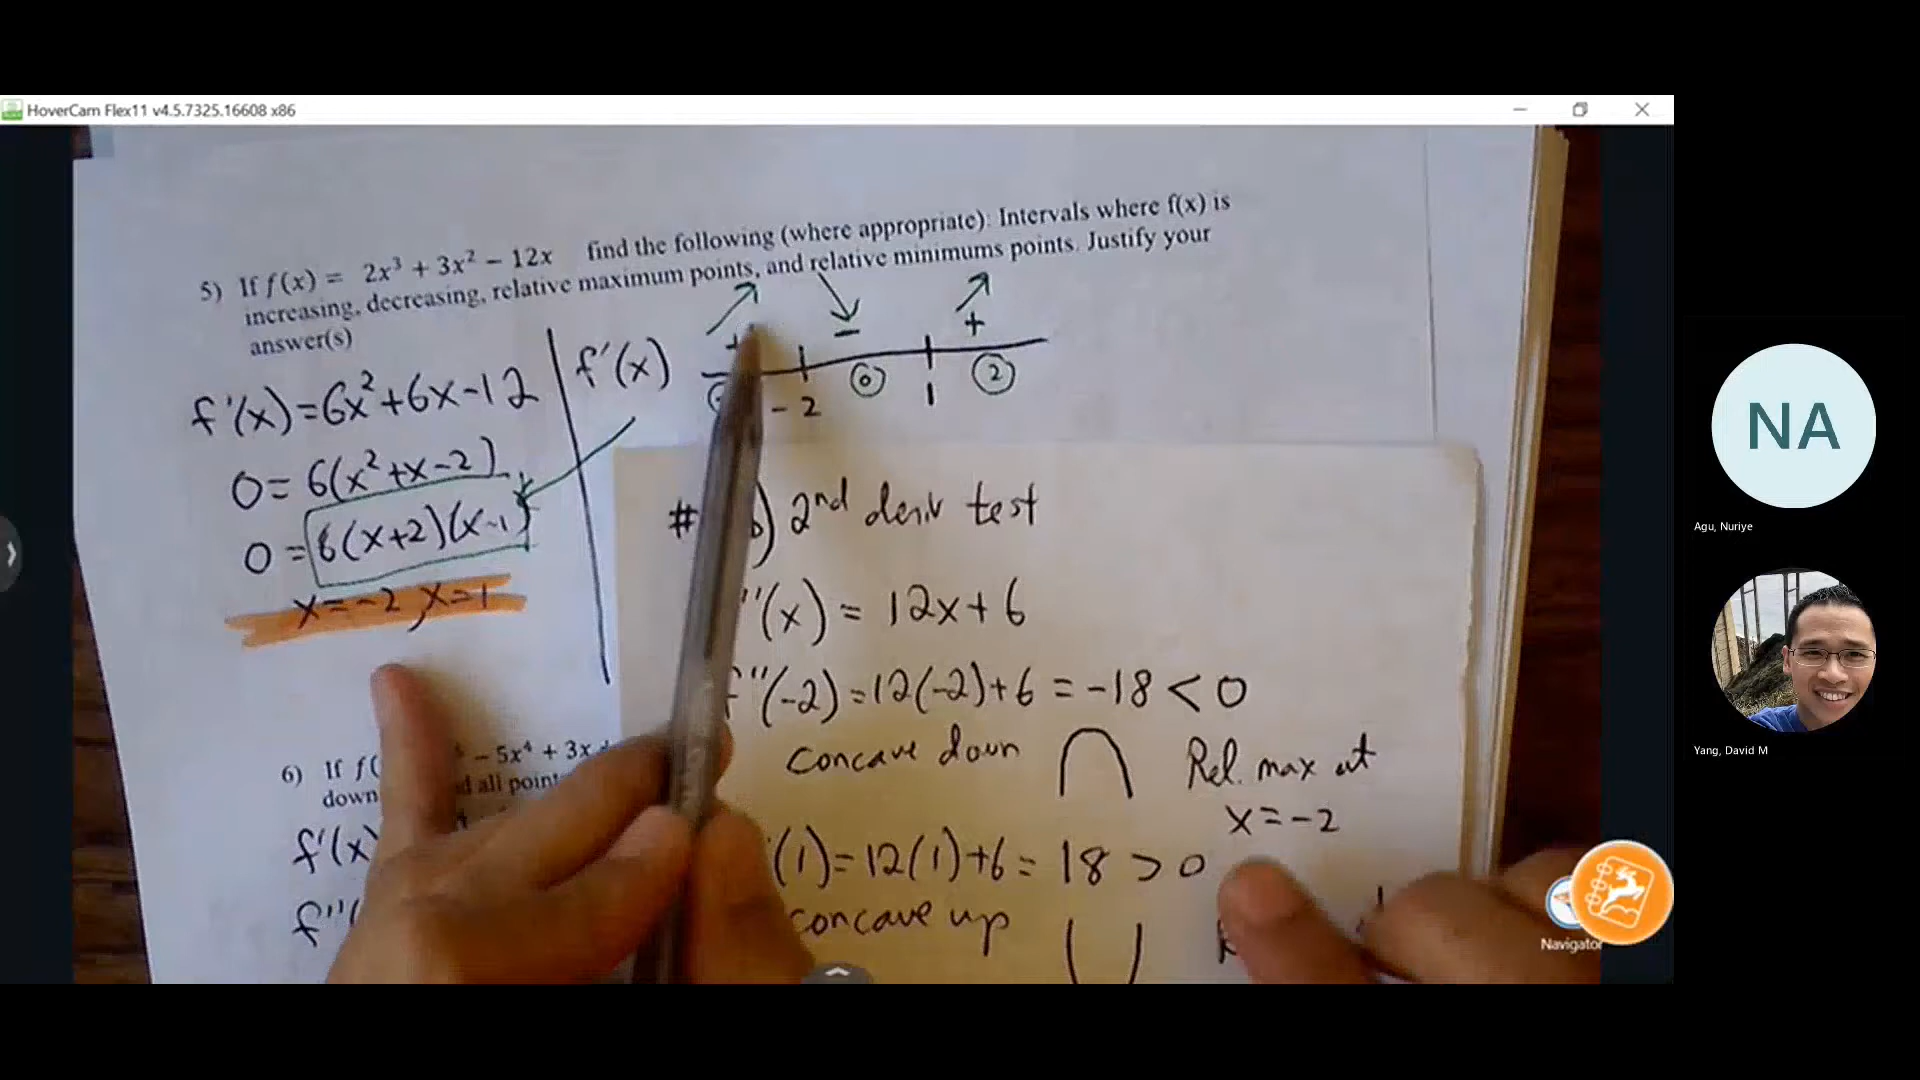 HoverCam Flex11 v4.5.7325.16608 x86
5) If f(x) = 2x³ + 3x² − 12x find the following (where appropriate): Intervals where f(x) is
increasing, decreasing, relative maximum points, and relative minimums points. Justify your
answer(s)
f'(x)=6x²+6x-12
0=6(x²+x-2)
0=6(x+2)(x-1)
x=-2, x=1
f'(x)
+ − +
-2 0 1 2
# b) 2nd deriv test
''(x) = 12x+6
f''(-2)=12(-2)+6 = -18 < 0
concave down Rel. max at
x=-2
'(1)=12(1)+6= 18 > 0
concave up
6) If f( − 5x⁴ + 3x
down d all point
f'(x)
f''(
Navigator
NA
Agu, Nuriye
Yang, David M